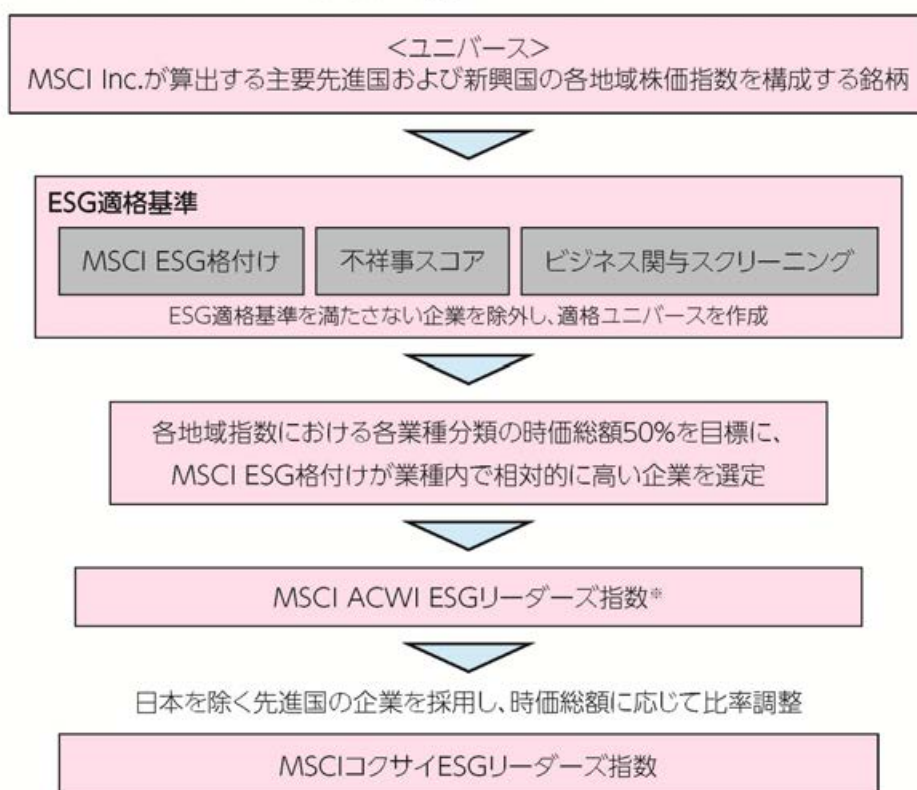 ＜ユニバース＞
MSCI Inc.が算出する主要先進国および新興国の各地域株価指数を構成する銘柄
ESG適格基準
MSCI ESG格付け
不祥事スコア
ビジネス関与スクリーニング
ESG適格基準を満たさない企業を除外し、適格ユニバースを作成
各地域指数における各業種分類の時価総額50%を目標に、
MSCI ESG格付けが業種内で相対的に高い企業を選定
MSCI ACWI ESGリーダーズ指数※
日本を除く先進国の企業を採用し、時価総額に応じて比率調整
MSCIコクサイESGリーダーズ指数